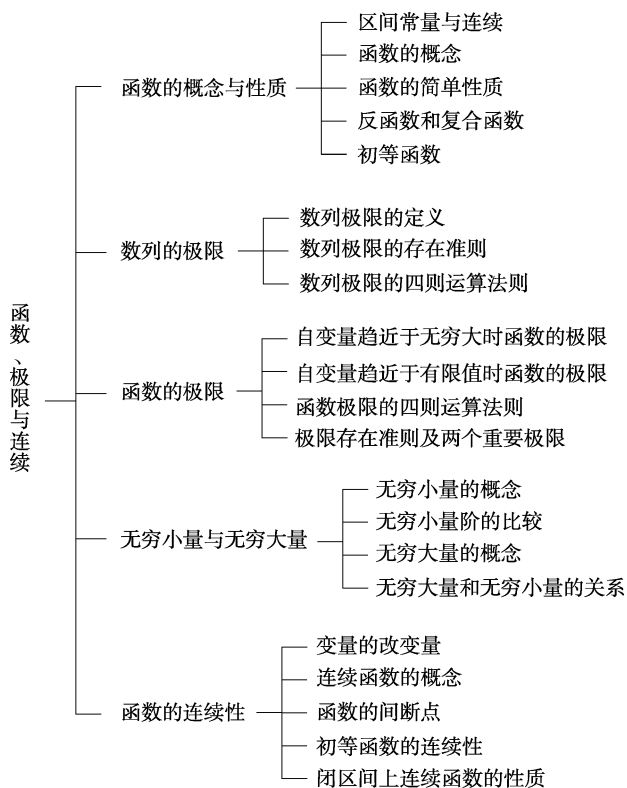 函数、极限与连续
函数的概念与性质
区间常量与连续
函数的概念
函数的简单性质
反函数和复合函数
初等函数
数列的极限
数列极限的定义
数列极限的存在准则
数列极限的四则运算法则
函数的极限
自变量趋近于无穷大时函数的极限
自变量趋近于有限值时函数的极限
函数极限的四则运算法则
极限存在准则及两个重要极限
无穷小量与无穷大量
无穷小量的概念
无穷小量阶的比较
无穷大量的概念
无穷大量和无穷小量的关系
函数的连续性
变量的改变量
连续函数的概念
函数的间断点
初等函数的连续性
闭区间上连续函数的性质